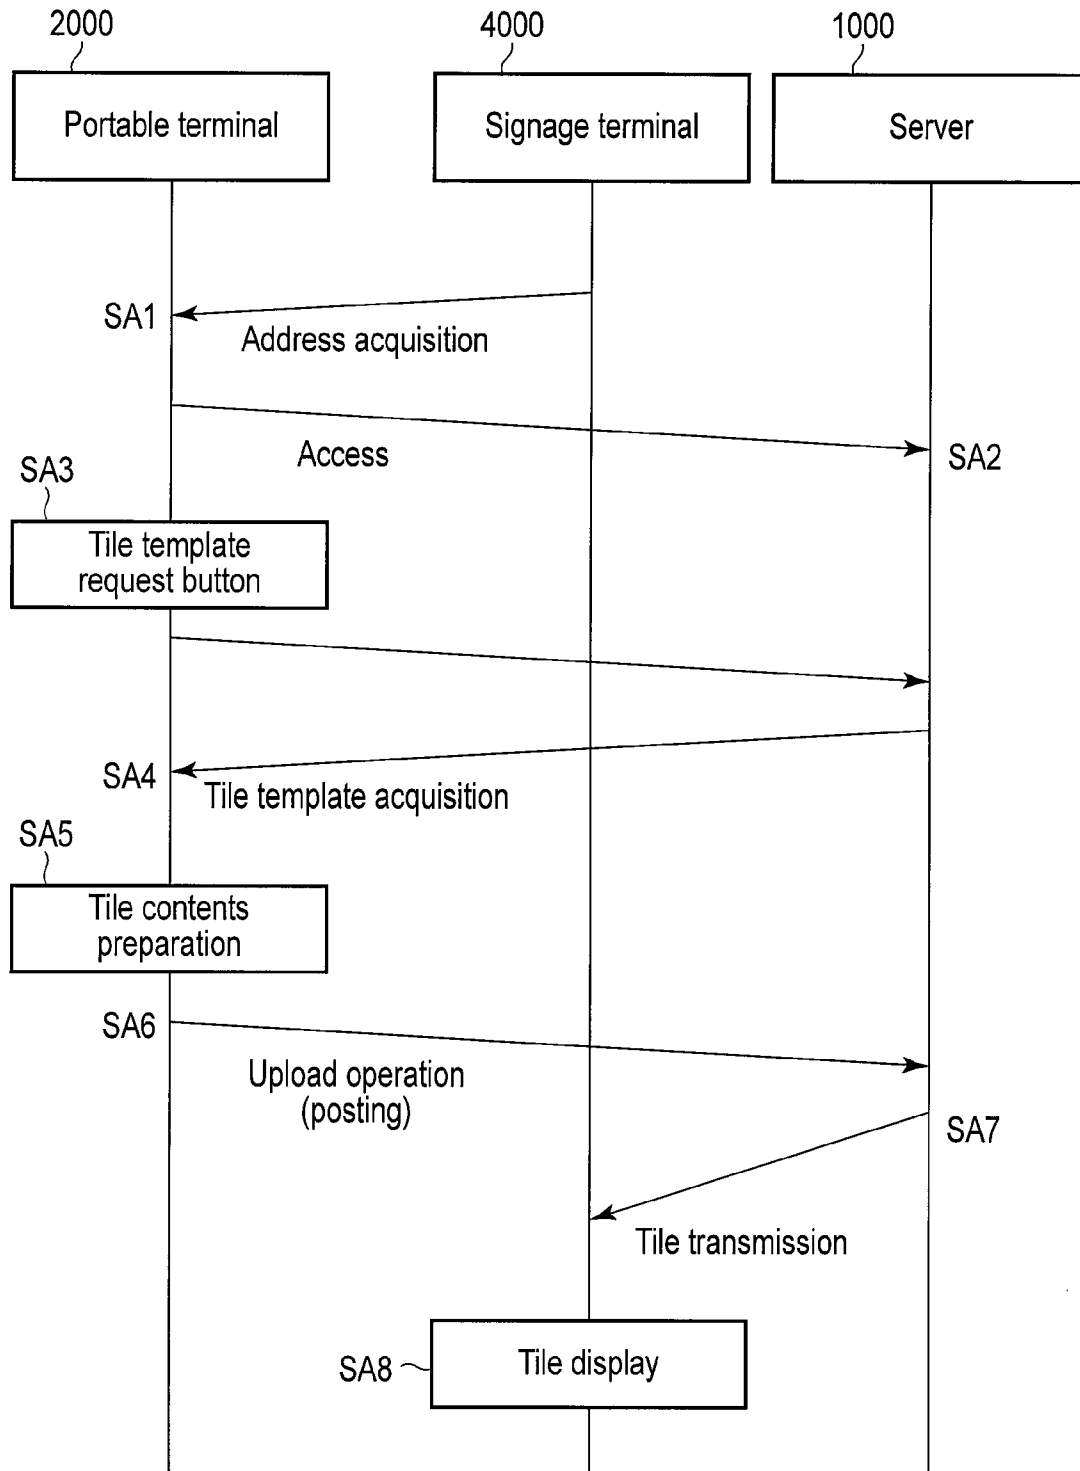 2000
4000
1000
Portable terminal
Signage terminal
Server
SA1
Address acquisition
Access
SA2
SA3
Tile template
request button
SA4
Tile template acquisition
SA5
Tile contents
preparation
SA6
Upload operation
(posting)
SA7
Tile transmission
SA8
Tile display